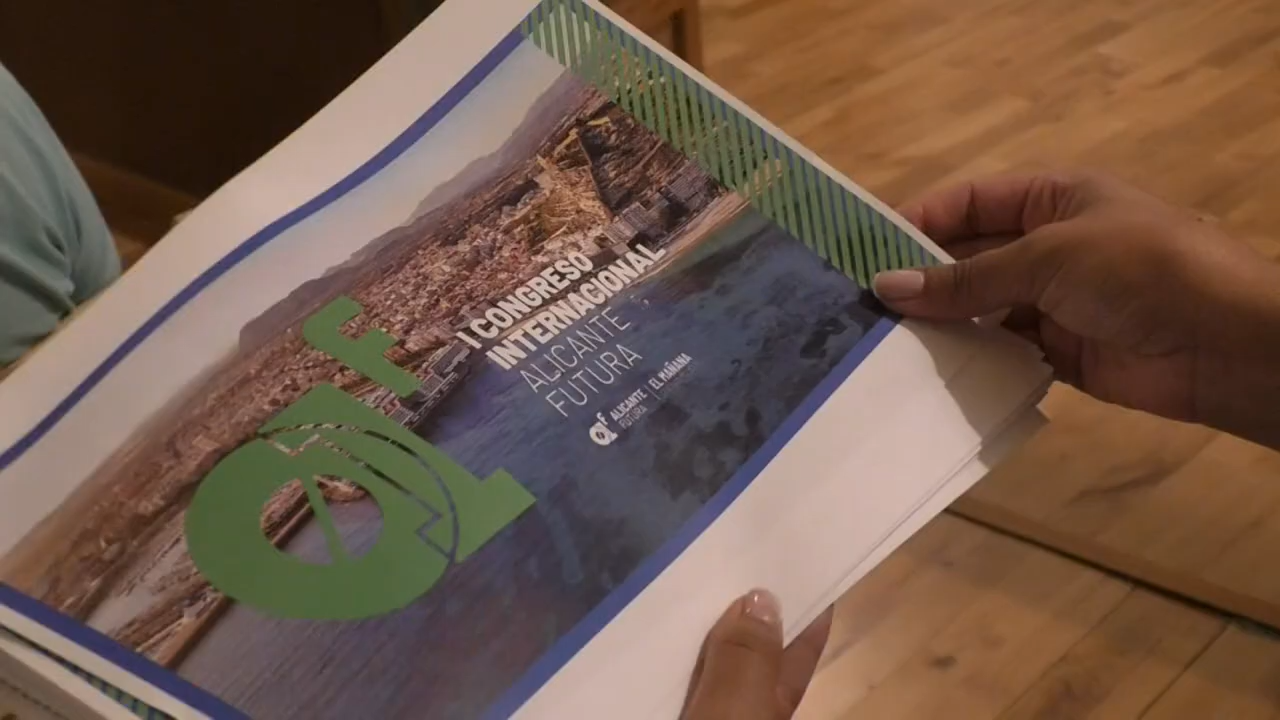 I CONGRESO
INTERNACIONAL
ALICANTE
FUTURA
af
ALICANTE | EL MAÑANA
FUTURA